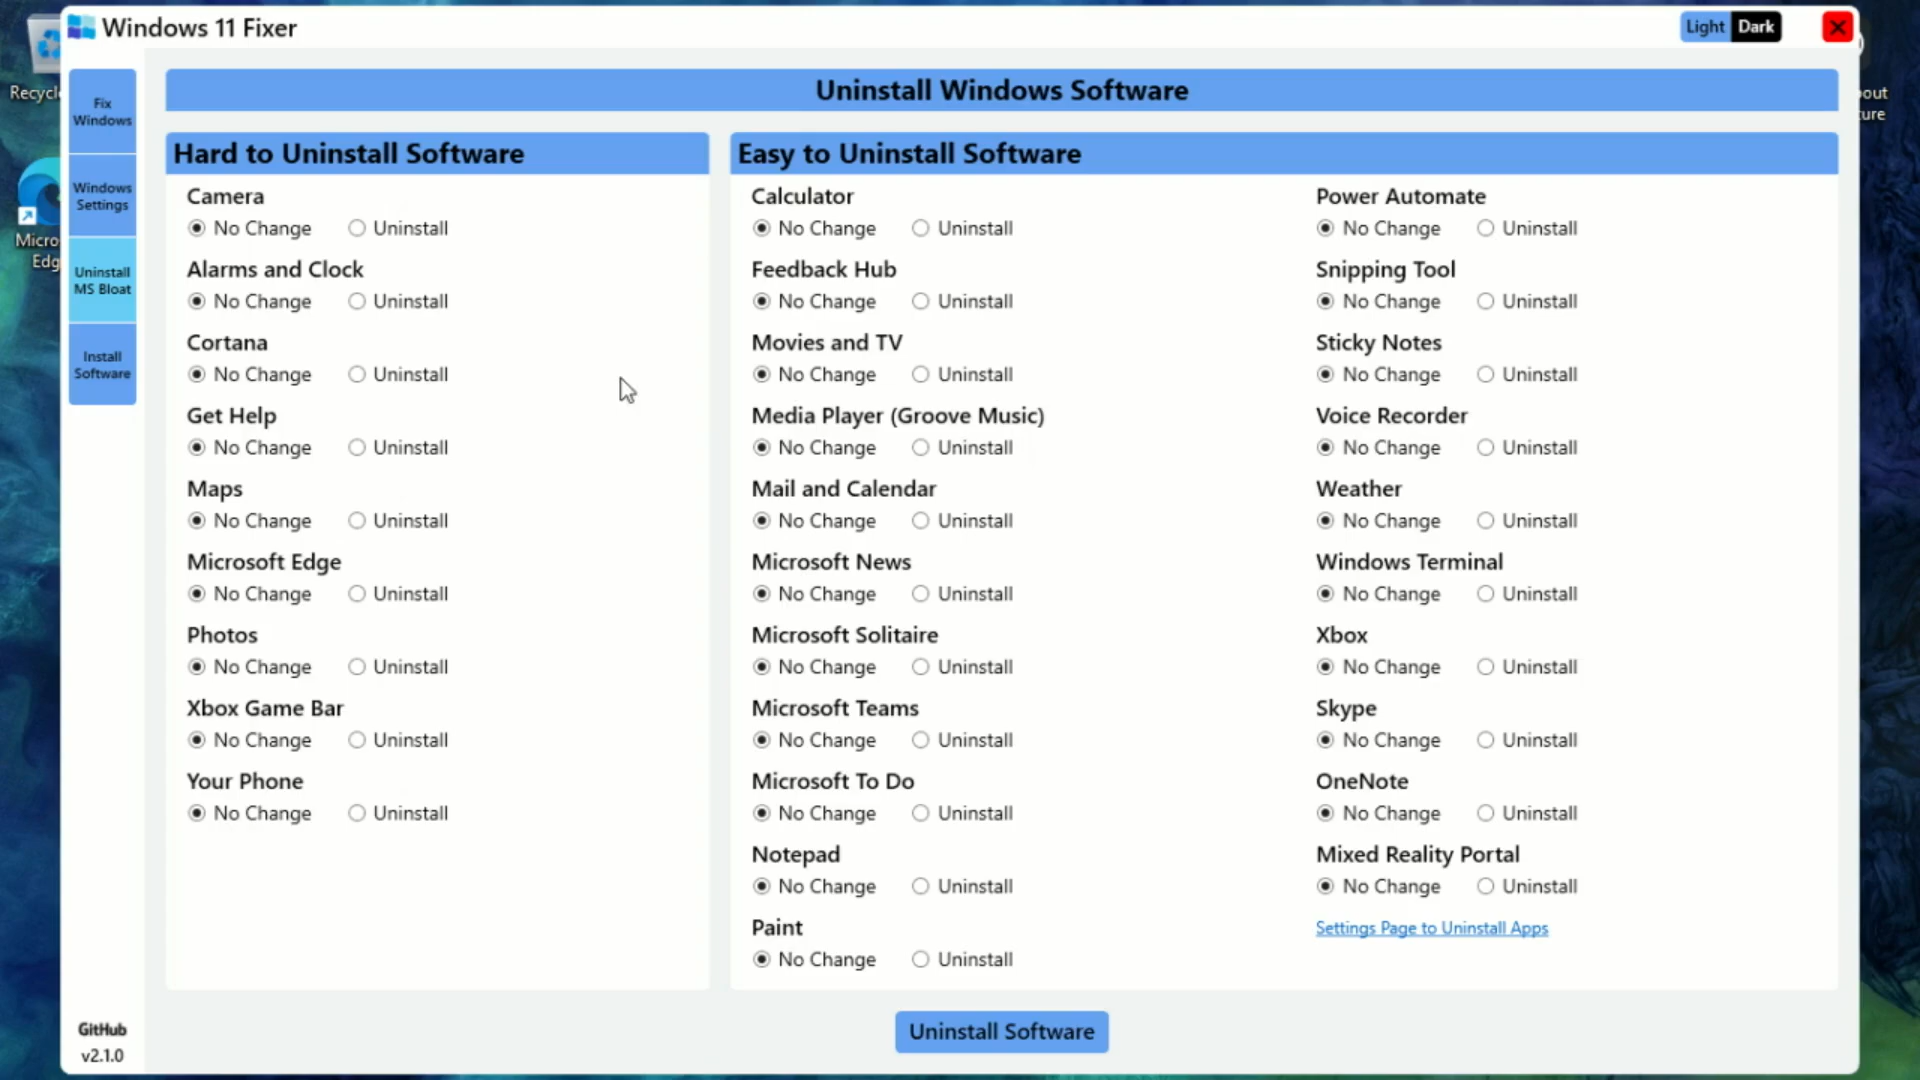 Windows 11 Fixer
Light Dark
Fix
Windows
Windows
Settings
Uninstall
MS Bloat
Install
Software
GitHub
v2.1.0
Uninstall Windows Software
Hard to Uninstall Software
Camera
No Change Uninstall
Alarms and Clock
No Change Uninstall
Cortana
No Change Uninstall
Get Help
No Change Uninstall
Maps
No Change Uninstall
Microsoft Edge
No Change Uninstall
Photos
No Change Uninstall
Xbox Game Bar
No Change Uninstall
Your Phone
No Change Uninstall
Easy to Uninstall Software
Calculator
No Change Uninstall
Feedback Hub
No Change Uninstall
Movies and TV
No Change Uninstall
Media Player (Groove Music)
No Change Uninstall
Mail and Calendar
No Change Uninstall
Microsoft News
No Change Uninstall
Microsoft Solitaire
No Change Uninstall
Microsoft Teams
No Change Uninstall
Microsoft To Do
No Change Uninstall
Notepad
No Change Uninstall
Paint
No Change Uninstall
Power Automate
No Change Uninstall
Snipping Tool
No Change Uninstall
Sticky Notes
No Change Uninstall
Voice Recorder
No Change Uninstall
Weather
No Change Uninstall
Windows Terminal
No Change Uninstall
Xbox
No Change Uninstall
Skype
No Change Uninstall
OneNote
No Change Uninstall
Mixed Reality Portal
No Change Uninstall
Settings Page to Uninstall Apps
Uninstall Software